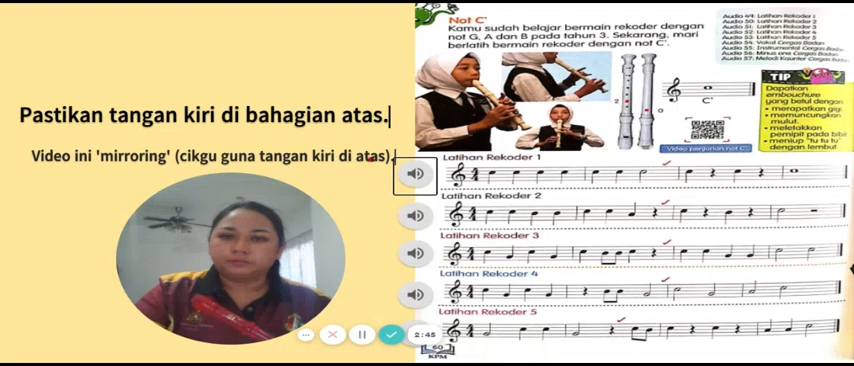 Pastikan tangan kiri di bahagian atas.
Video ini 'mirroring' (cikgu guna tangan kiri di atas).
2:45
Not C'
Kamu sudah belajar bermain rekoder dengan
not G, A dan B pada tahun 3. Sekarang, mari
berlatih bermain rekoder dengan not C'.
Audio 49: Latihan Rekoder 1
Audio 50: Latihan Rekoder 2
Audio 51: Latihan Rekoder 3
Audio 52: Latihan Rekoder 4
Audio 53: Latihan Rekoder 5
Audio 54: Vokal Cergas Badan
Audio 55: Instrumental Cergas Badan
Audio 56: Minus one Cergas Badan
Audio 57: Melodi Kaunter Cergas Badan
C'
Video penjarian not C'
TIP
Dapatkan
embouchure
yang betul dengan
• merapatkan gigi
• memuncungkan
mulut.
• meletakkan
pemipit pada bibir
• meniup "tu tu tu"
dengan lembut.
Latihan Rekoder 1
Latihan Rekoder 2
Latihan Rekoder 3
Latihan Rekoder 4
Latihan Rekoder 5
60
KPM